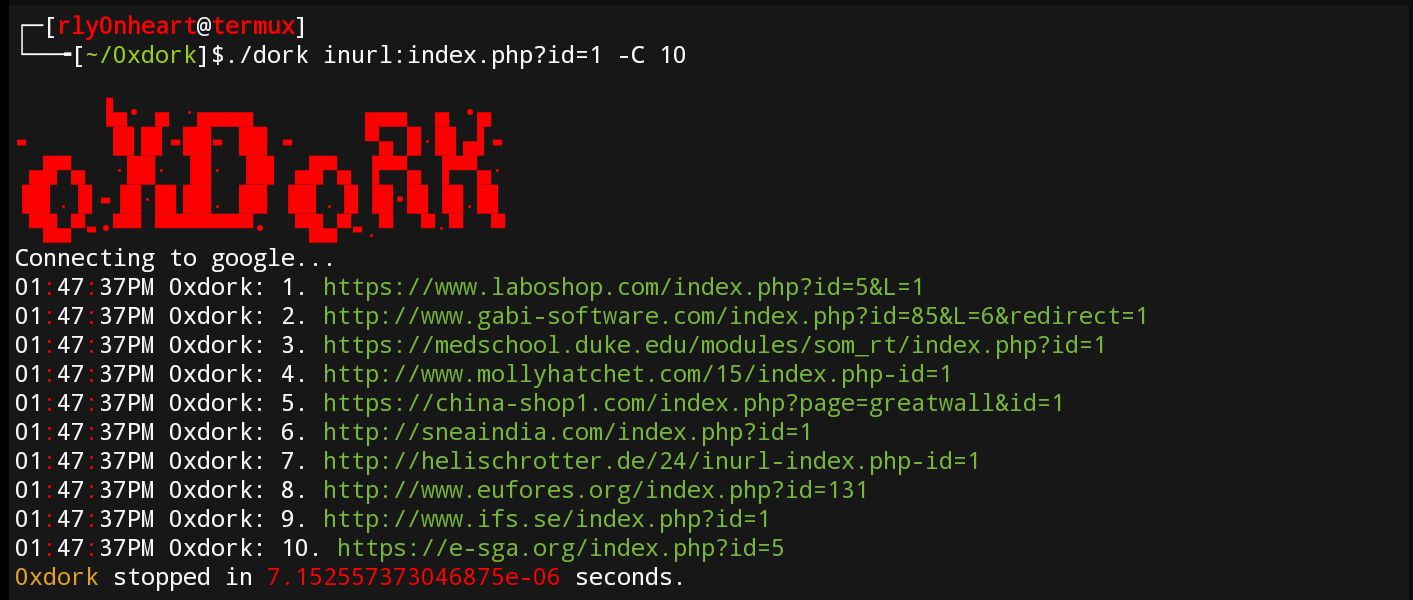 [rly0nheart@termux]
[~/0xdork]$./dork inurl:index.php?id=1 -C 10
oXDoRK
Connecting to google...
01:47:37PM 0xdork: 1. https://www.laboshop.com/index.php?id=5&L=1
01:47:37PM 0xdork: 2. http://www.gabi-software.com/index.php?id=85&L=6&redirect=1
01:47:37PM 0xdork: 3. https://medschool.duke.edu/modules/som_rt/index.php?id=1
01:47:37PM 0xdork: 4. http://www.mollyhatchet.com/15/index.php-id=1
01:47:37PM 0xdork: 5. https://china-shop1.com/index.php?page=greatwall&id=1
01:47:37PM 0xdork: 6. http://sneaindia.com/index.php?id=1
01:47:37PM 0xdork: 7. http://helischrotter.de/24/inurl-index.php-id=1
01:47:37PM 0xdork: 8. http://www.eufores.org/index.php?id=131
01:47:37PM 0xdork: 9. http://www.ifs.se/index.php?id=1
01:47:37PM 0xdork: 10. https://e-sga.org/index.php?id=5
0xdork stopped in 7.152557373046875e-06 seconds.